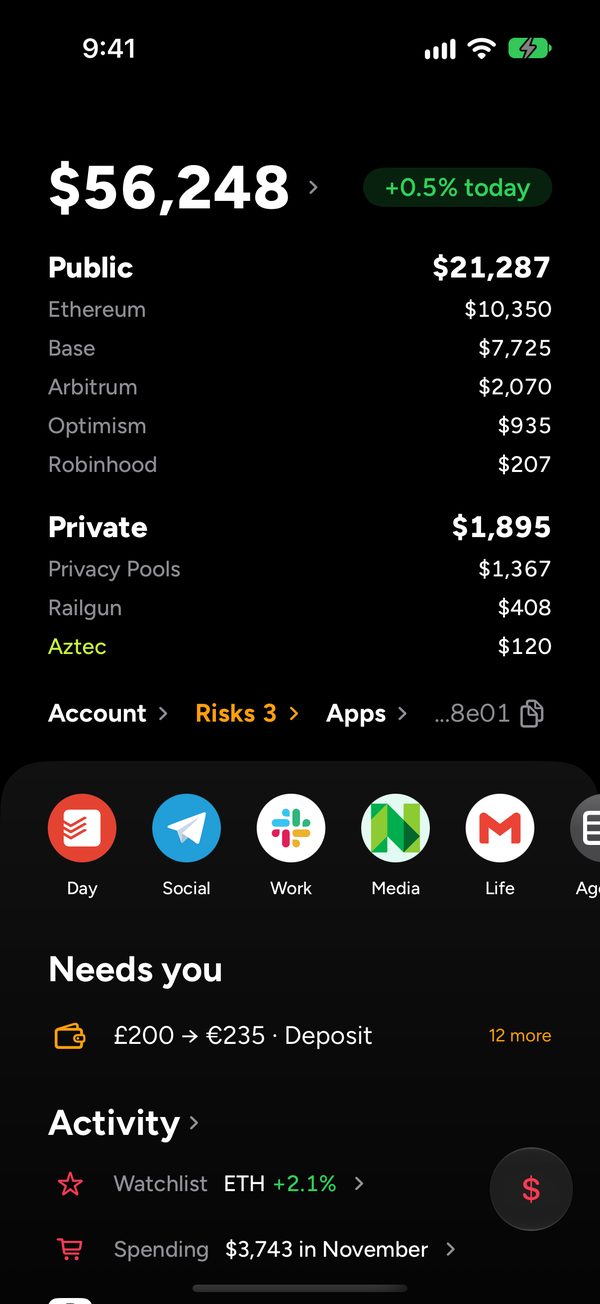 9:41
$56,248 +0.5% today
Public $21,287
Ethereum $10,350
Base $7,725
Arbitrum $2,070
Optimism $935
Robinhood $207
Private $1,895
Privacy Pools $1,367
Railgun $408
Aztec $120
Account > Risks 3 > Apps > ...8e01
Day Social Work Media Life
Needs you
£200 → €235 · Deposit 12 more
Activity >
Watchlist ETH +2.1% >
$
Spending $3,743 in November >